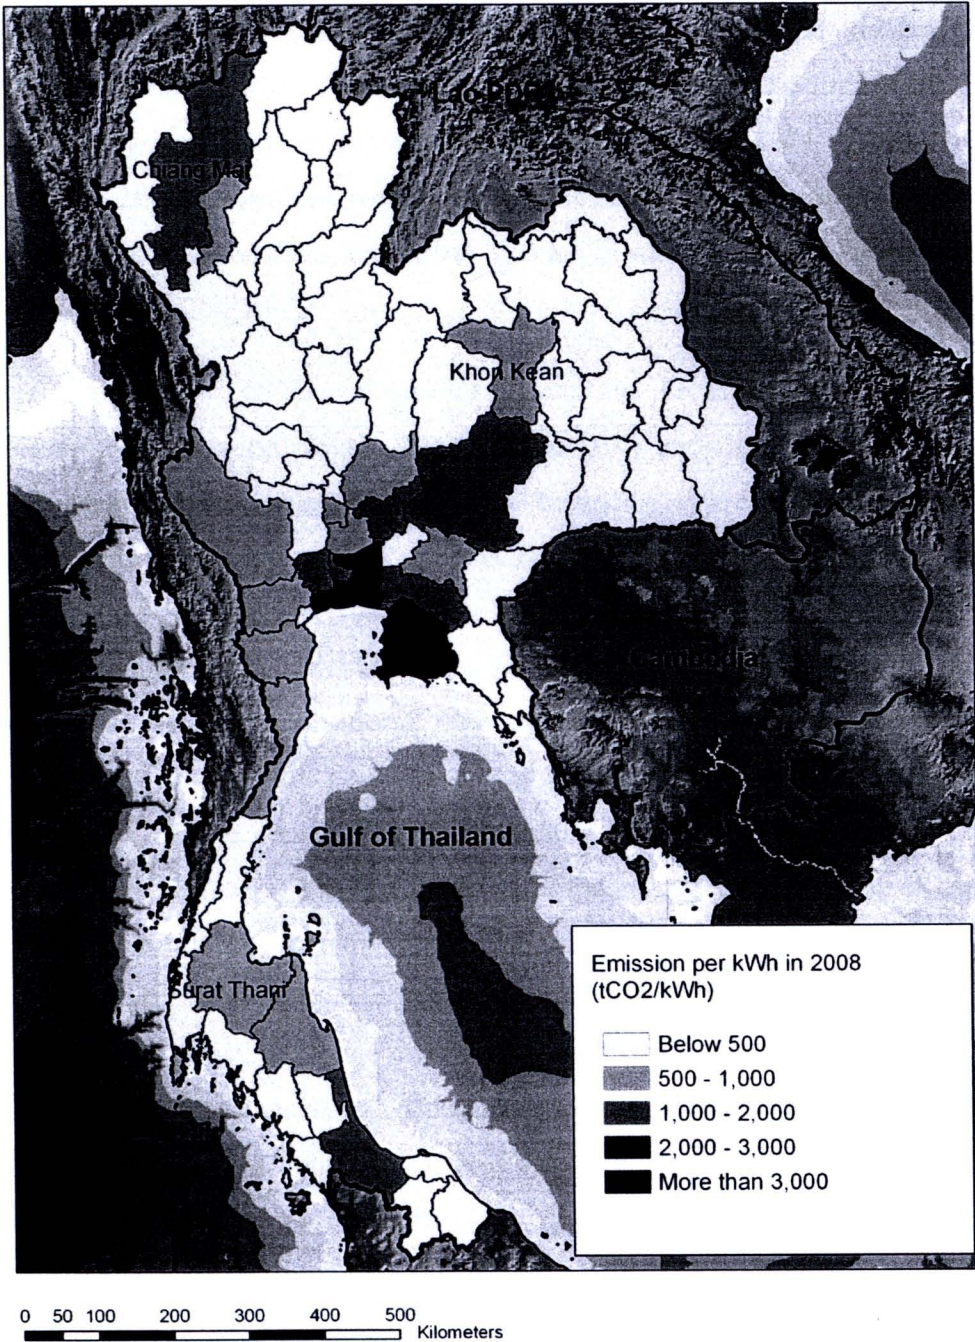 Lao PDR
Chiang Mai
Khon Kean
Cambodia
Gulf of Thailand
Surat Thani
Emission per kWh in 2008
(tCO2/kWh)
Below 500
500 - 1,000
1,000 - 2,000
2,000 - 3,000
More than 3,000
0 50 100 200 300 400 500
Kilometers